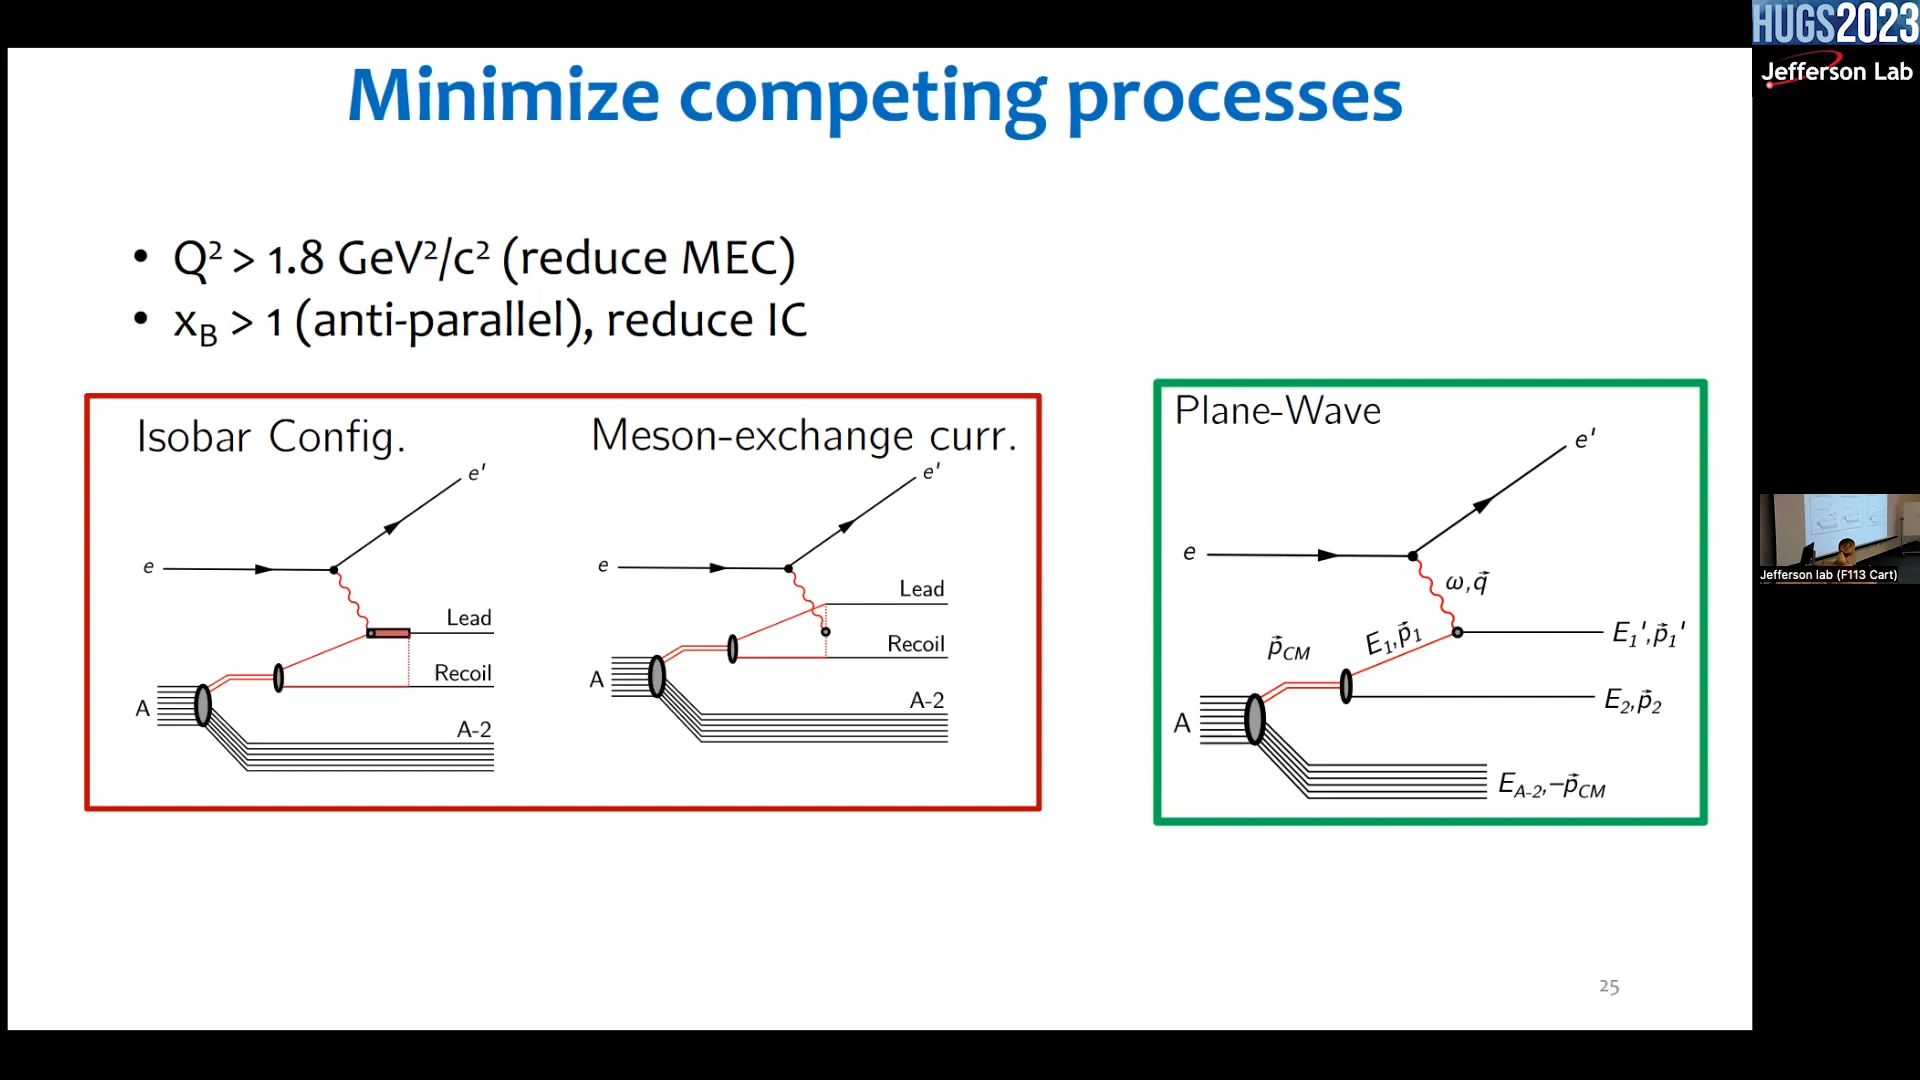 HUGS2023
Jefferson Lab
Minimize competing processes
• Q² > 1.8 GeV²/c² (reduce MEC)
• x_B > 1 (anti-parallel), reduce IC
Isobar Config.
e'
e
Lead
Recoil
A
A-2
Meson-exchange curr.
e'
e
Lead
Recoil
A
A-2
Plane-Wave
e'
e
ω,q⃗
E₁',p⃗₁'
E₁,p⃗₁
p⃗_CM
E₂,p⃗₂
A
E_A-2,−p⃗_CM
Jefferson lab (F113 Cart)
25